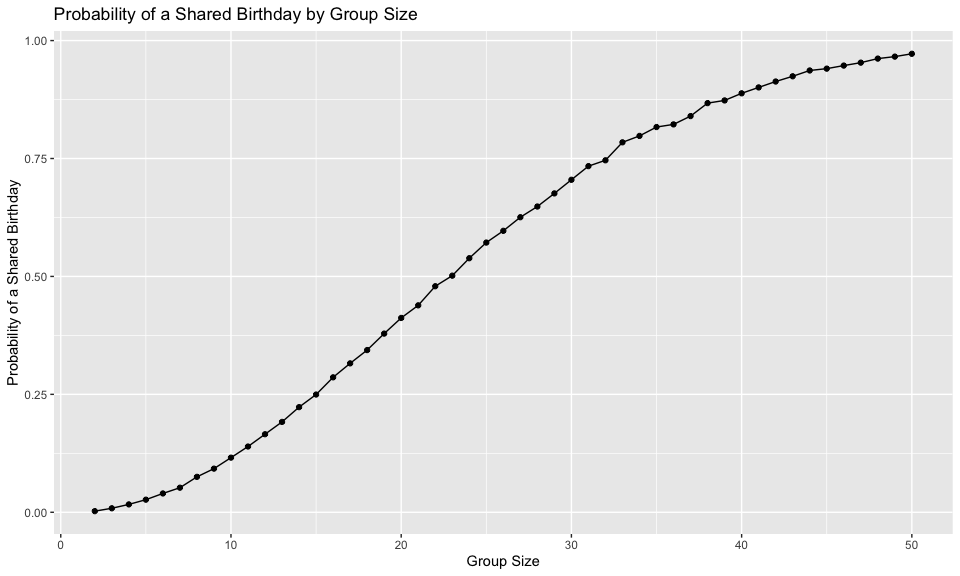 Probability of a Shared Birthday by Group Size
1.00
0.75
0.50
0.25
0.00
Probability of a Shared Birthday
0 10 20 30 40 50
Group Size